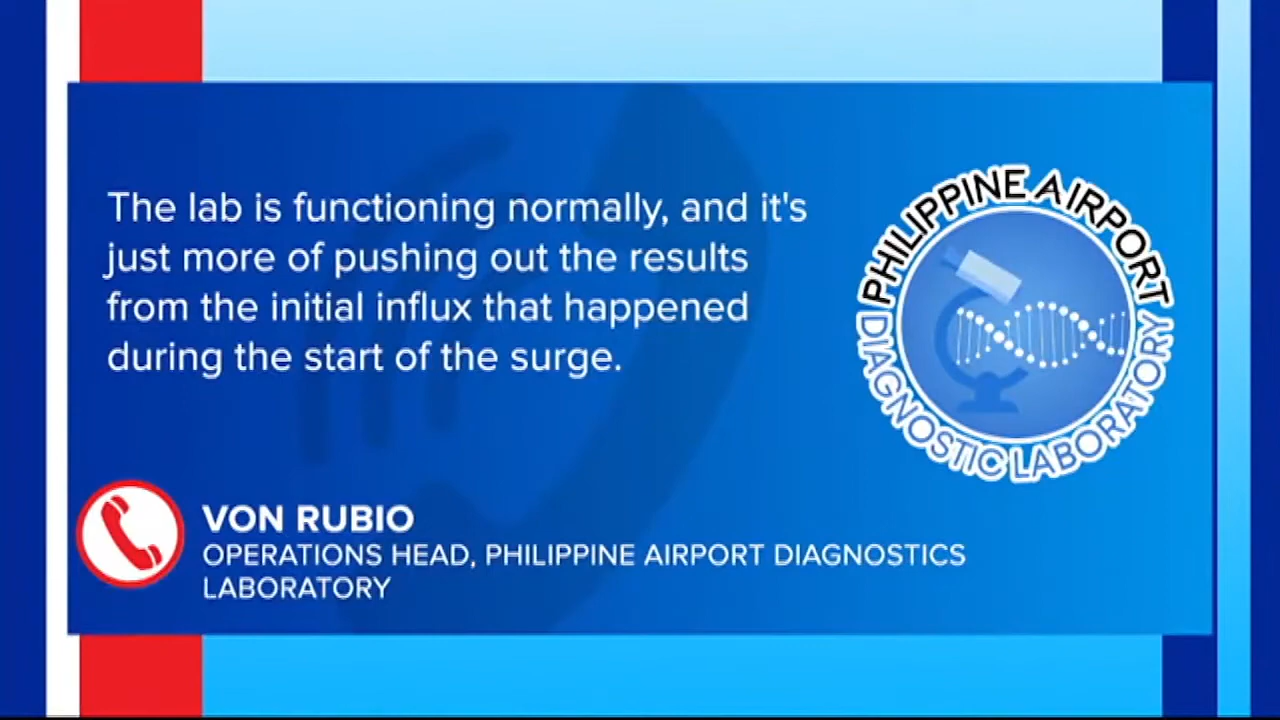 The lab is functioning normally, and it's
just more of pushing out the results
from the initial influx that happened
during the start of the surge.
PHILIPPINE AIRPORT
DIAGNOSTIC LABORATORY
VON RUBIO
OPERATIONS HEAD, PHILIPPINE AIRPORT DIAGNOSTICS
LABORATORY